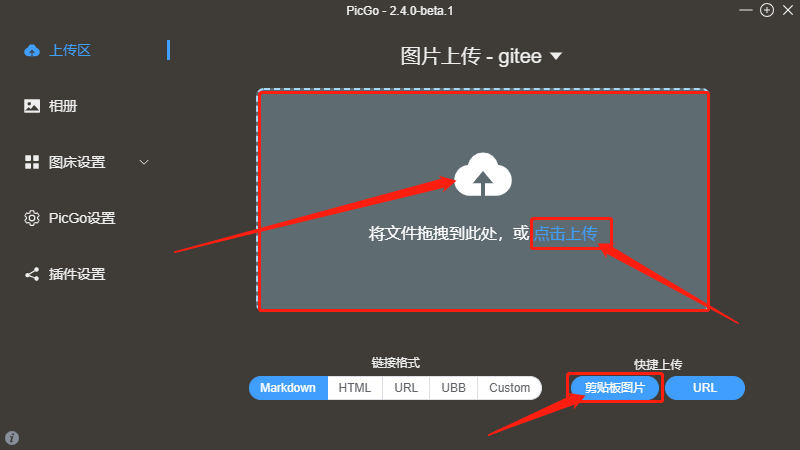 PicGo - 2.4.0-beta.1
上传区
相册
图床设置
PicGo设置
插件设置
图片上传 - gitee
将文件拖拽到此处，或 点击上传
链接格式
Markdown HTML URL UBB Custom
快捷上传
剪贴板图片 URL